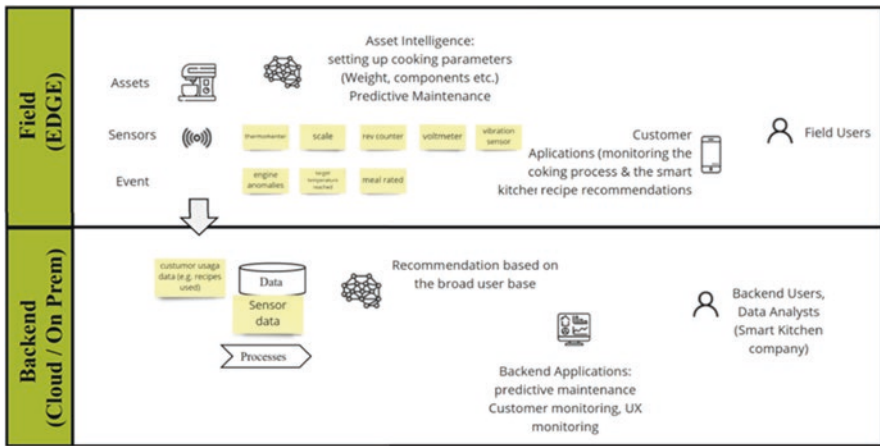 Field
(EDGE)
Assets
Asset Intelligence:
setting up cooking parameters
(Weight, components etc.)
Predictive Maintenance
Sensors
thermometer
scale
rev counter
voltmeter
vibration
sensor
Customer
Aplications (monitoring the
coking process & the smart
kitchen recipe recommendations
Field Users
Event
engine
anomalies
target
temperature
reached
meal rated
Backend
(Cloud / On Prem)
custumor usaga
data (e.g. recipes
used)
Data
Sensor
data
Processes
Recommendation based on
the broad user base
Backend Applications:
predictive maintenance
Customer monitoring, UX
monitoring
Backend Users,
Data Analysts
(Smart Kitchen
company)